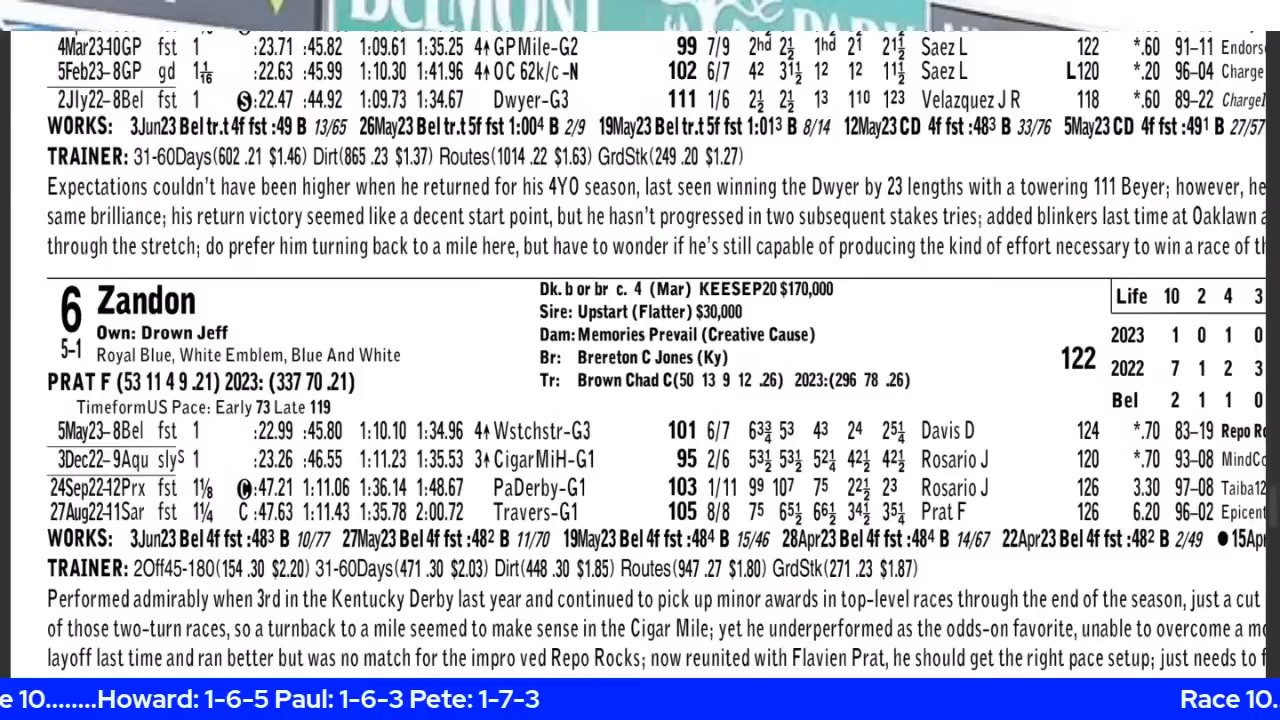 BELMONT PARK
4Mar23-10GP fst 1 :23.71 :45.82 1:09.61 1:35.25 4↑ GPMile-G2 99 7/9 2hd 2½ 1hd 2¹ 21½ Saez L 122 *.60 91-11 Endors
5Feb23-8GP gd 1 1/16 :22.63 :45.99 1:10.30 1:41.96 4↑ OC 62k/c -N 102 6/7 42 31½ 12 12 11½ Saez L L120 *.20 96-04 Charge
2Jly22-8Bel fst 1 Ⓢ:22.47 :44.92 1:09.73 1:34.67 Dwyer-G3 111 1/6 2½ 2½ 13 110 123 Velazquez J R 118 *.60 89-22 ChargeI
WORKS: 3Jun23 Bel tr.t 4f fst :49 B 13/65 26May23 Bel tr.t 5f fst 1:00⁴ B 2/9 19May23 Bel tr.t 5f fst 1:01³ B 8/14 12May23 CD 4f fst :48³ B 33/76 5May23 CD 4f fst :49¹ B 27/57
TRAINER: 31-60Days(602 .21 $1.46) Dirt(865 .23 $1.37) Routes(1014 .22 $1.63) GrdStk(249 .20 $1.27)
Expectations couldn't have been higher when he returned for his 4YO season, last seen winning the Dwyer by 23 lengths with a towering 111 Beyer; however, he
same brilliance; his return victory seemed like a decent start point, but he hasn't progressed in two subsequent stakes tries; added blinkers last time at Oaklawn a
through the stretch; do prefer him turning back to a mile here, but have to wonder if he's still capable of producing the kind of effort necessary to win a race of th
6 Zandon
5-1 Own: Drown Jeff
Royal Blue, White Emblem, Blue And White
PRAT F (53 11 4 9 .21) 2023: (337 70 .21)
TimeformUS Pace: Early 73 Late 119
Dk. b or br c. 4 (Mar) KEESEP20 $170,000
Sire: Upstart (Flatter) $30,000
Dam: Memories Prevail (Creative Cause)
Br: Brereton C Jones (Ky)
Tr: Brown Chad C(50 13 9 12 .26) 2023:(296 78 .26)
122
Life 10 2 4 3
2023 1 0 1 0
2022 7 1 2 3
Bel 2 1 1 0
5May23-8Bel fst 1 :22.99 :45.80 1:10.10 1:34.96 4↑ Wstchstr-G3 101 6/7 63¾ 53 43 24 25¼ Davis D 124 *.70 83-19 Repo Ro
3Dec22-9Aqu slyS 1 :23.26 :46.55 1:11.23 1:35.53 3↑ CigarMiH-G1 95 2/6 53½ 53½ 52¼ 42½ 42½ Rosario J 120 *.70 93-08 MindCo
24Sep22-12Prx fst 1⅛ Ⓒ:47.21 1:11.06 1:36.14 1:48.67 PaDerby-G1 103 1/11 99 107 75 22½ 23 Rosario J 126 3.30 97-08 Taiba12
27Aug22-11Sar fst 1¼ C :47.63 1:11.43 1:35.78 2:00.72 Travers-G1 105 8/8 75 65½ 66½ 34½ 35¼ Prat F 126 6.20 96-02 Epicent
WORKS: 3Jun23 Bel 4f fst :48³ B 10/77 27May23 Bel 4f fst :48² B 11/70 19May23 Bel 4f fst :48⁴ B 15/46 28Apr23 Bel 4f fst :48⁴ B 14/67 22Apr23 Bel 4f fst :48² B 2/49 ●15Apr
TRAINER: 2Off45-180(154 .30 $2.20) 31-60Days(471 .30 $2.03) Dirt(448 .30 $1.85) Routes(947 .27 $1.80) GrdStk(271 .23 $1.87)
Performed admirably when 3rd in the Kentucky Derby last year and continued to pick up minor awards in top-level races through the end of the season, just a cut
of those two-turn races, so a turnback to a mile seemed to make sense in the Cigar Mile; yet he underperformed as the odds-on favorite, unable to overcome a mo
layoff last time and ran better but was no match for the impro ved Repo Rocks; now reunited with Flavien Prat, he should get the right pace setup; just needs to f
e 10........Howard: 1-6-5 Paul: 1-6-3 Pete: 1-7-3 Race 10.